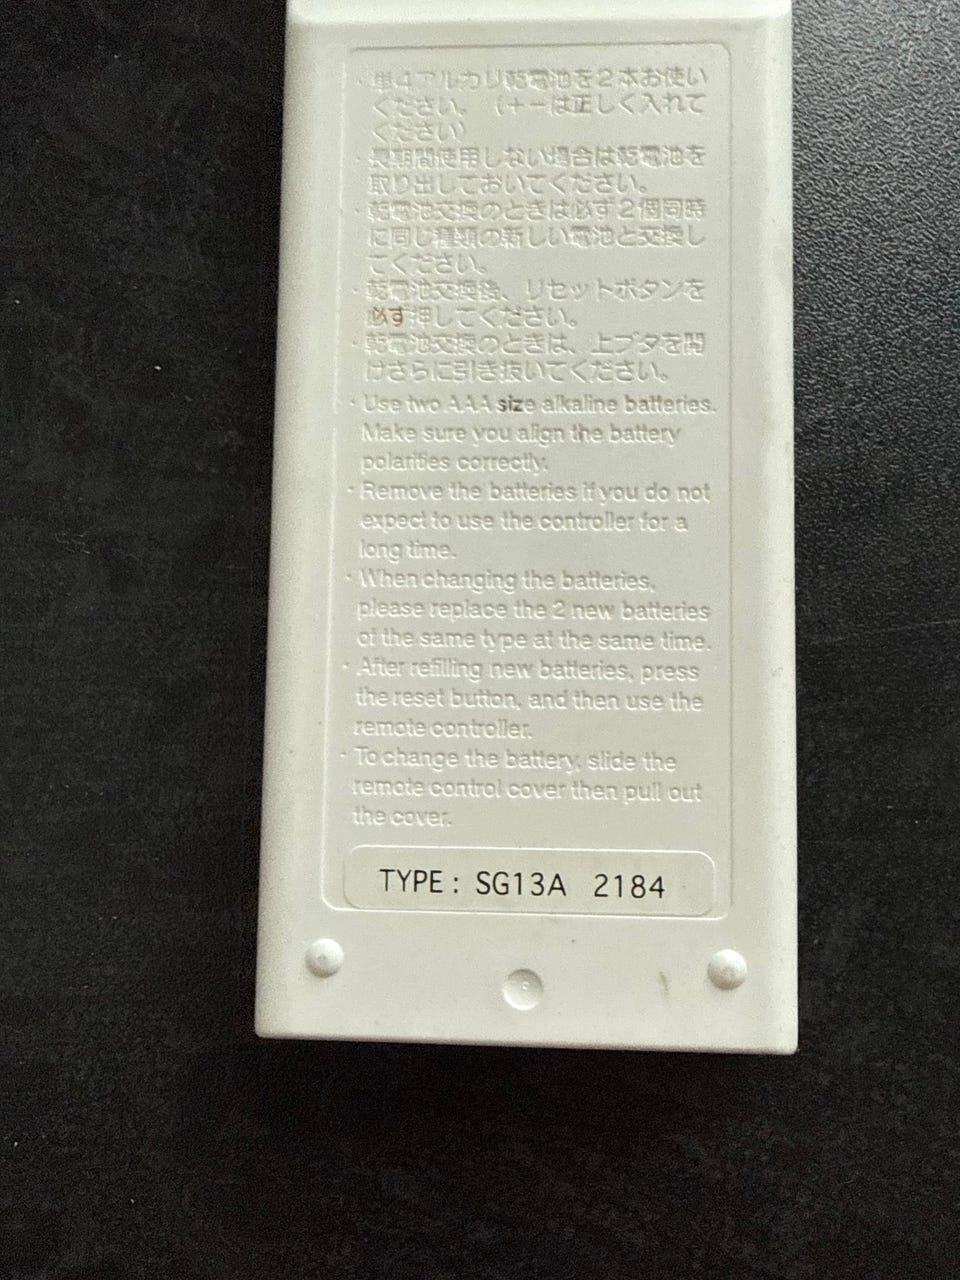 ・単4アルカリ乾電池を2本お使い
ください。(+-は正しく入れて
ください)
・長期間使用しない場合は乾電池を
取り出しておいてください。
・乾電池交換のときは必ず2個同時
に同じ種類の新しい電池と交換し
てください。
・乾電池交換後、リセットボタンを
必ず押してください。
・乾電池交換のときは、上ブタを開
けさらに引き抜いてください。
・Use two AAA size alkaline batteries.
Make sure you align the battery
polarities correctly.
・Remove the batteries if you do not
expect to use the controller for a
long time.
・When changing the batteries,
please replace the 2 new batteries
of the same type at the same time.
・After refilling new batteries, press
the reset button, and then use the
remote controller.
・To change the battery, slide the
remote control cover then pull out
the cover.
TYPE : SG13A 2184